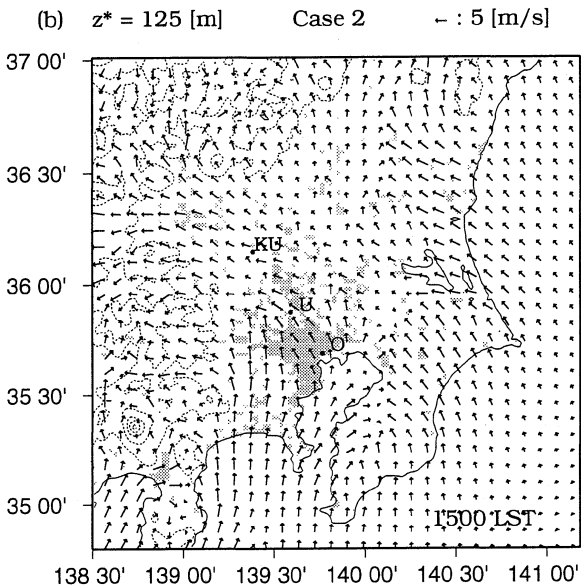 (b) z* = 125 [m] Case 2 ← : 5 [m/s]
37 00'
36 30'
KU
36 00'
U
O
35 30'
35 00'
1500 LST
138 30' 139 00' 139 30' 140 00' 140 30' 141 00'